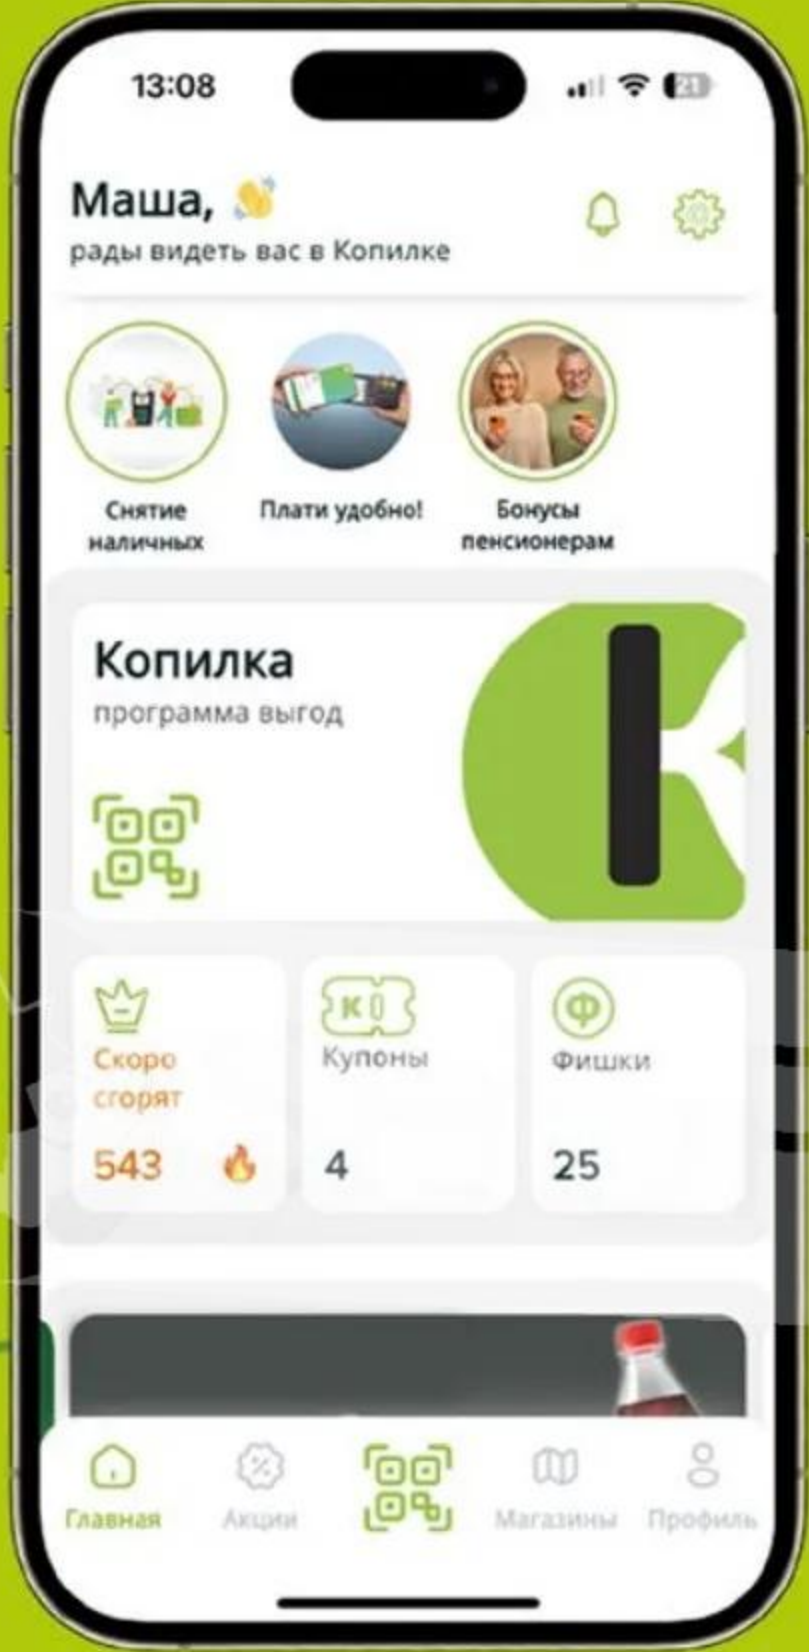 13:08
21
Маша, 👋
рады видеть вас в Копилке
Снятие
наличных
Плати удобно!
Бонусы
пенсионерам
Копилка
программа выгод
К
Скоро
сгорят
543 🔥
К
Купоны
4
Ф
Фишки
25
Главная
Акции
Магазины
Профиль